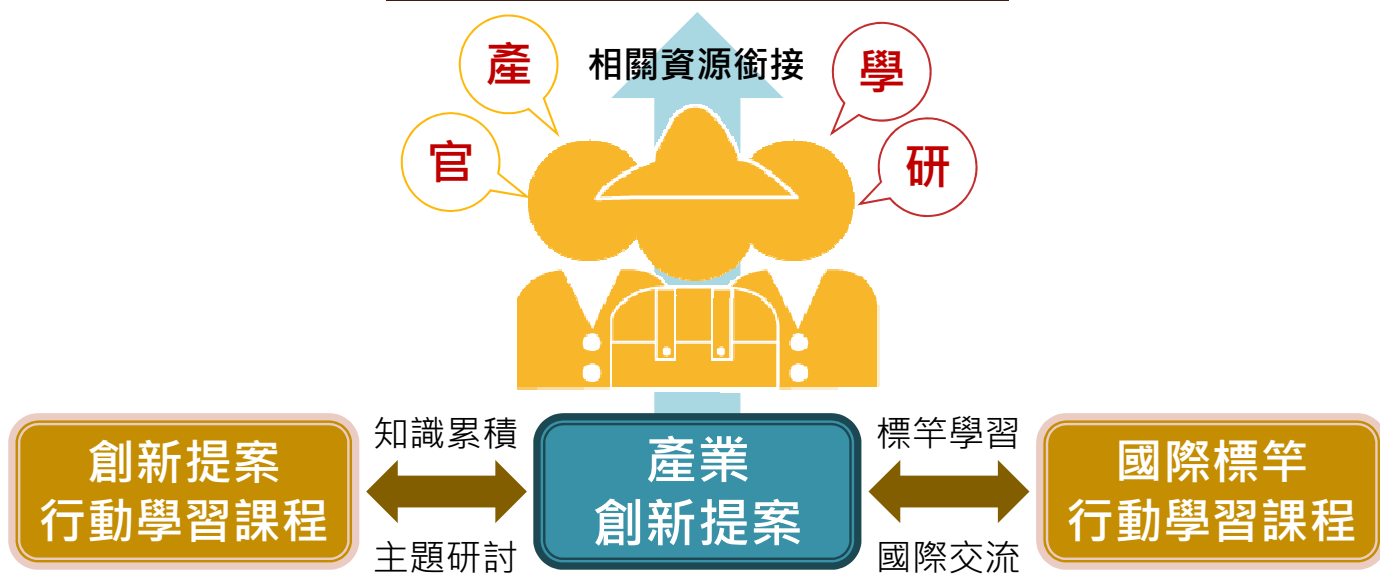 產
相關資源銜接
學
官
研
創新提案
行動學習課程
知識累積
主題研討
產業
創新提案
標竿學習
國際交流
國際標竿
行動學習課程